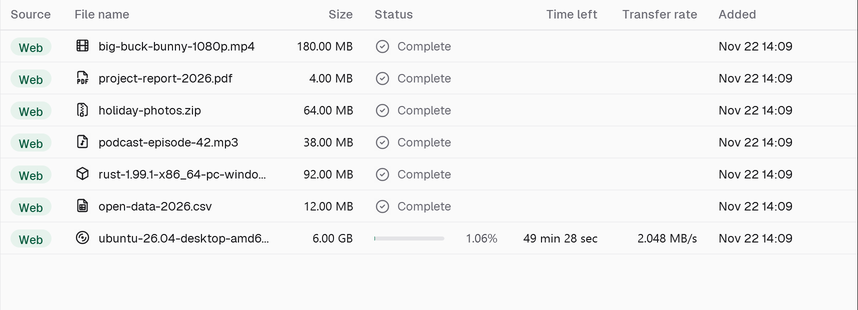 Source File name Size Status Time left Transfer rate Added
Web big-buck-bunny-1080p.mp4 180.00 MB Complete Nov 22 14:09
Web project-report-2026.pdf 4.00 MB Complete Nov 22 14:09
Web holiday-photos.zip 64.00 MB Complete Nov 22 14:09
Web podcast-episode-42.mp3 38.00 MB Complete Nov 22 14:09
Web rust-1.99.1-x86_64-pc-windo... 92.00 MB Complete Nov 22 14:09
Web open-data-2026.csv 12.00 MB Complete Nov 22 14:09
Web ubuntu-26.04-desktop-amd6... 6.00 GB 1.06% 49 min 28 sec 2.048 MB/s Nov 22 14:09